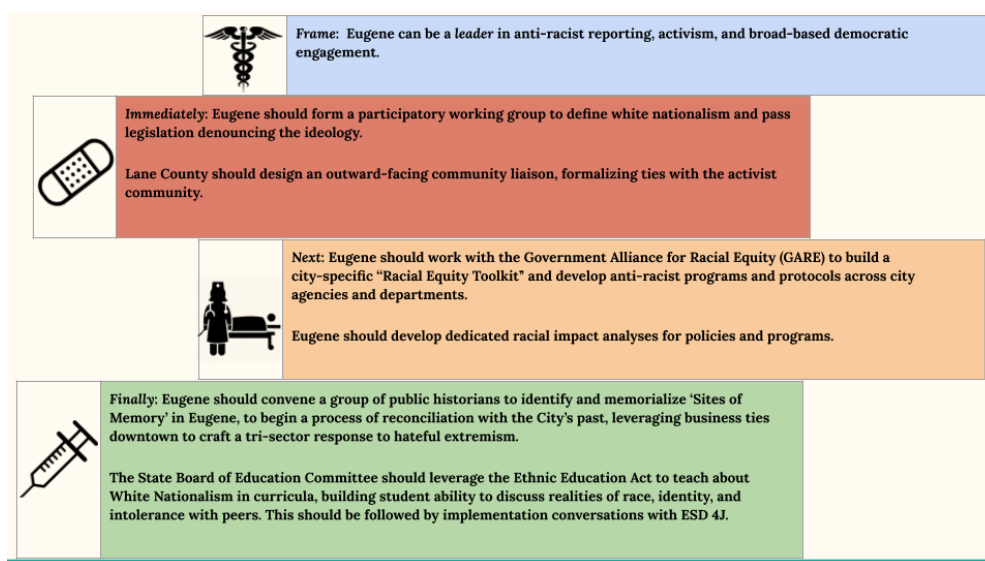 Frame: Eugene can be a leader in anti-racist reporting, activism, and broad-based democratic
engagement.
Immediately: Eugene should form a participatory working group to define white nationalism and pass
legislation denouncing the ideology.
Lane County should design an outward-facing community liaison, formalizing ties with the activist
community.
Next: Eugene should work with the Government Alliance for Racial Equity (GARE) to build a
city-specific “Racial Equity Toolkit” and develop anti-racist programs and protocols across city
agencies and departments.
Eugene should develop dedicated racial impact analyses for policies and programs.
Finally: Eugene should convene a group of public historians to identify and memorialize ‘Sites of
Memory’ in Eugene, to begin a process of reconciliation with the City’s past, leveraging business ties
downtown to craft a tri-sector response to hateful extremism.
The State Board of Education Committee should leverage the Ethnic Education Act to teach about
White Nationalism in curricula, building student ability to discuss realities of race, identity, and
intolerance with peers. This should be followed by implementation conversations with ESD 4J.